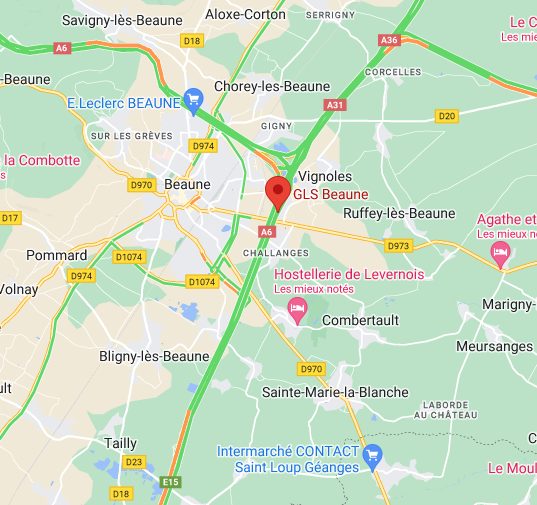 Aloxe-Corton
SERRIGNY
Savigny-lès-Beaune
Le C
Les mie
D18
A36
A6
CORCELLES
-Beaune
Chorey-les-Beaune
E.Leclerc BEAUNE
A31
D20
SUR LES GRÈVES
GIGNY
D974
la Combotte
s
Vignoles
D970
Beaune
GLS Beaune
D17
Ruffey-lès-Beaune
Agathe et
Les mieux no
A6
D973
Pommard
D1074
CHALLANGES
D974
Hostellerie de Levernois
Les mieux notés
D1074
Volnay
Marigny-
Combertault
Meursanges
Bligny-lès-Beaune
D970
ult
Sainte-Marie-la-Blanche
LABORDE
AU CHÂTEAU
Tailly
C
Intermarché CONTACT
Saint Loup Géanges
D23
Le Moul
E15
D18